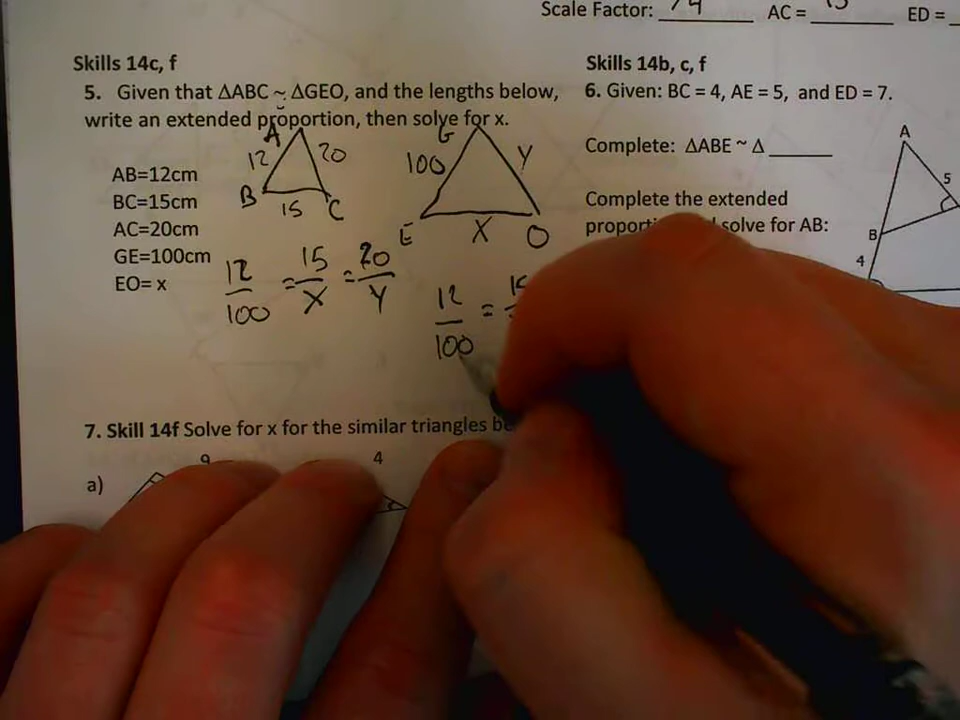 Scale Factor: AC = 15 ED =
Skills 14c, f
5. Given that ΔABC ~ ΔGEO, and the lengths below,
write an extended proportion, then solve for x.
AB=12cm
BC=15cm
AC=20cm
GE=100cm
EO= x
A
12 20
B 15 C
G
100 Y
E X O
12/100 = 15/X = 20/Y
12/100 =
Skills 14b, c, f
6. Given: BC = 4, AE = 5, and ED = 7.
Complete: ΔABE ~ Δ ______
Complete the extended
solve for AB:
A
5
B
4
7. Skill 14f Solve for x for the similar triangles
a) 9 4